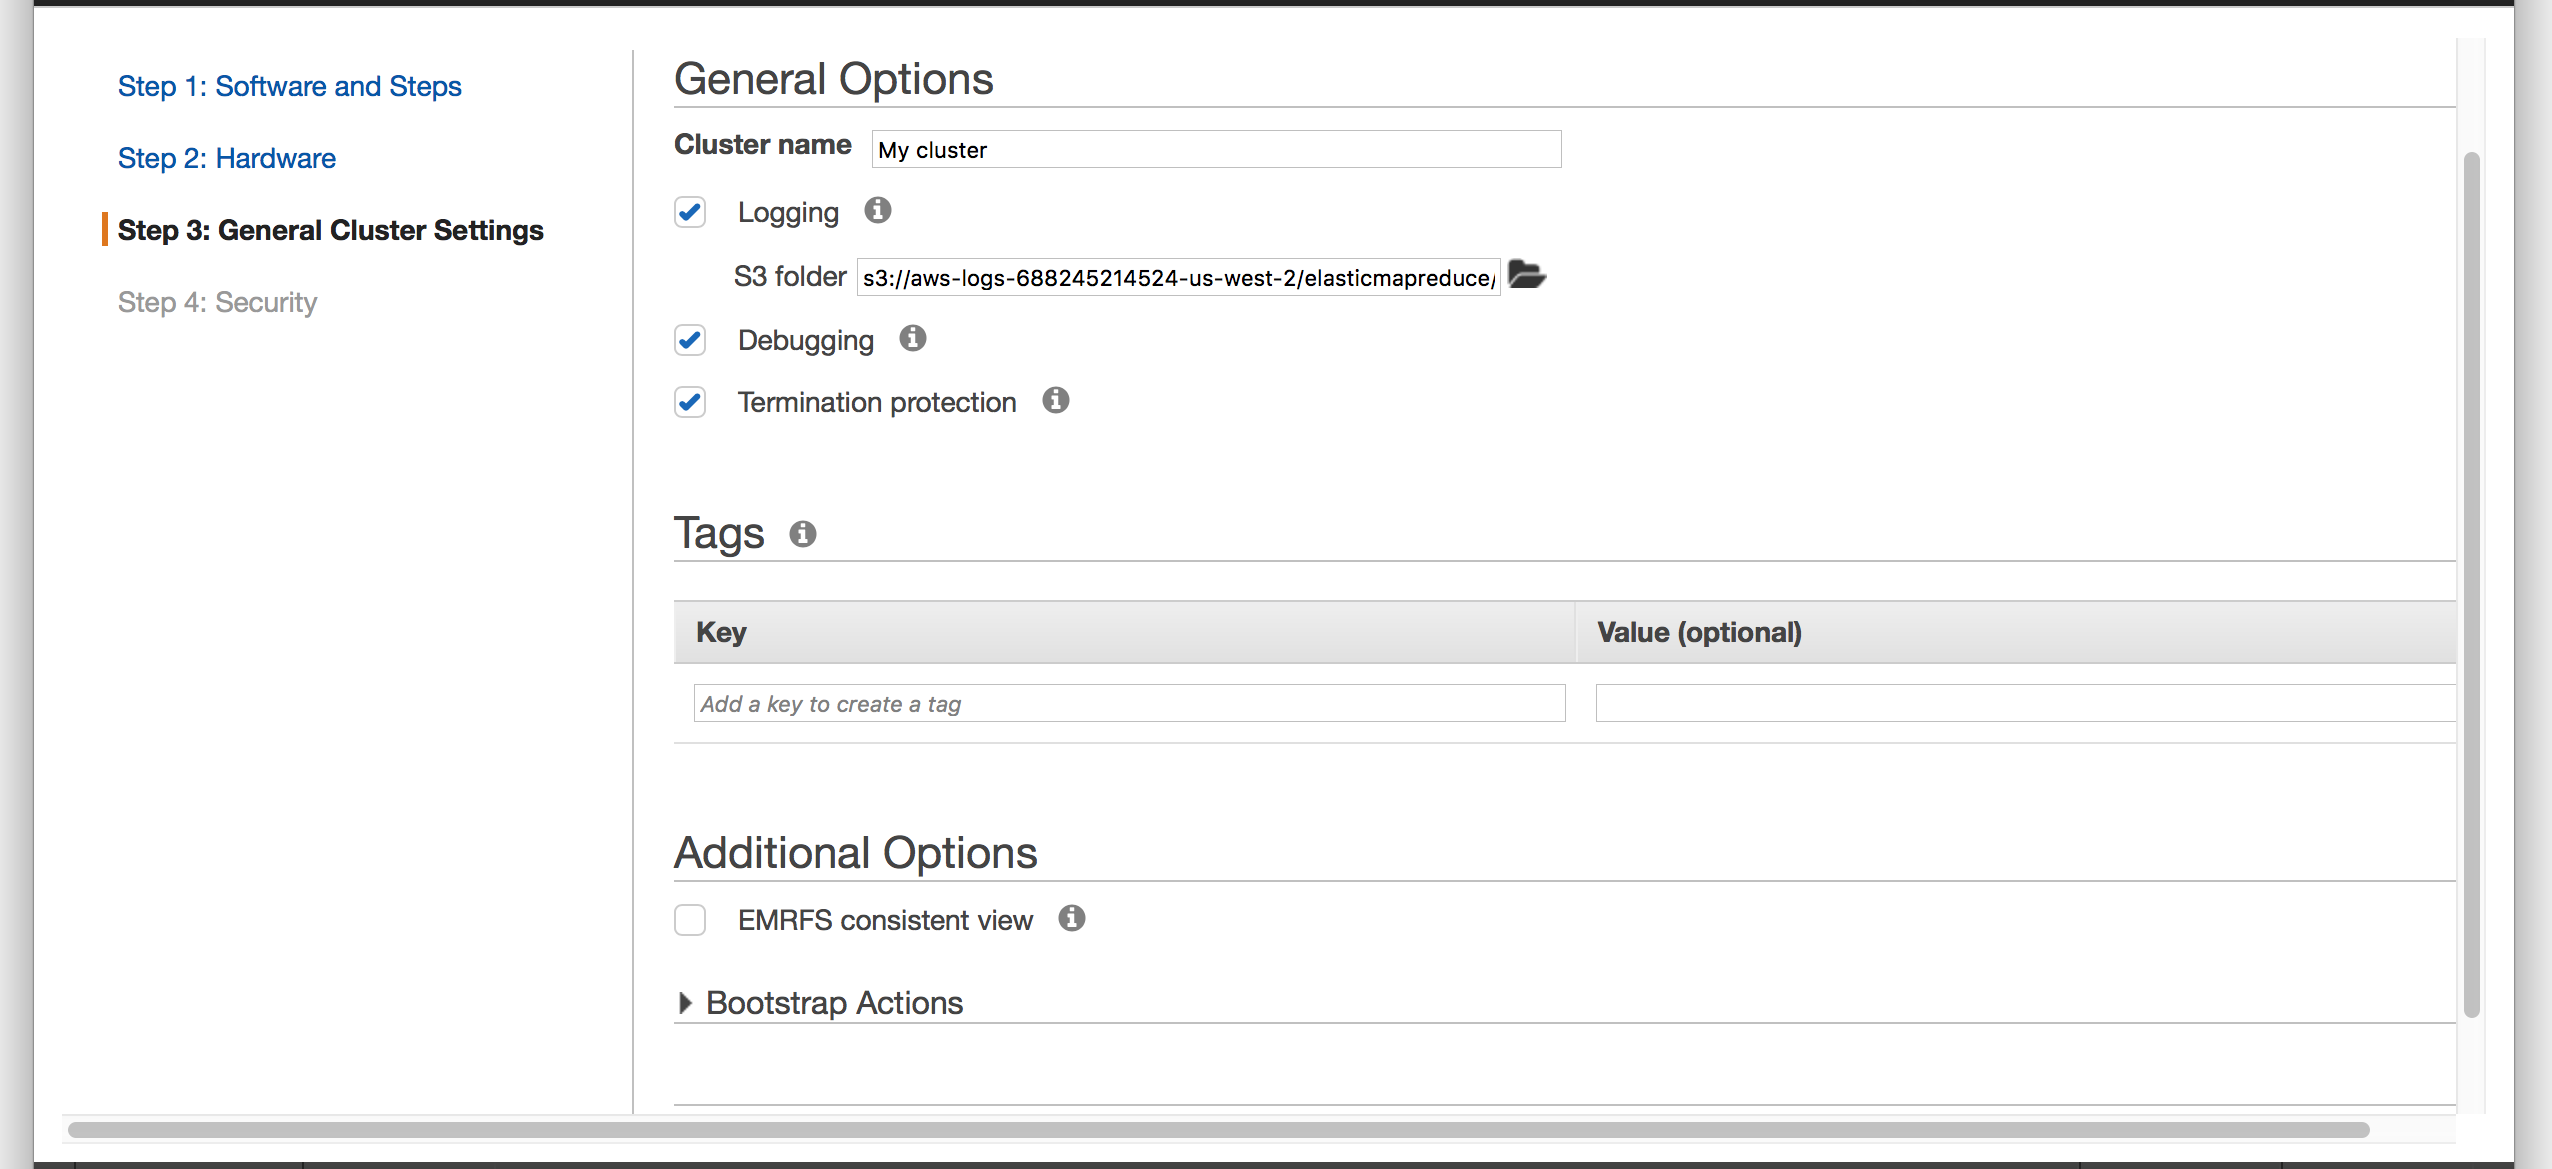 Step 1: Software and Steps
Step 2: Hardware
Step 3: General Cluster Settings
Step 4: Security
General Options
Cluster name My cluster
Logging
S3 folder s3://aws-logs-688245214524-us-west-2/elasticmapreduce/
Debugging
Termination protection
Tags
Key Value (optional)
Add a key to create a tag
Additional Options
EMRFS consistent view
Bootstrap Actions